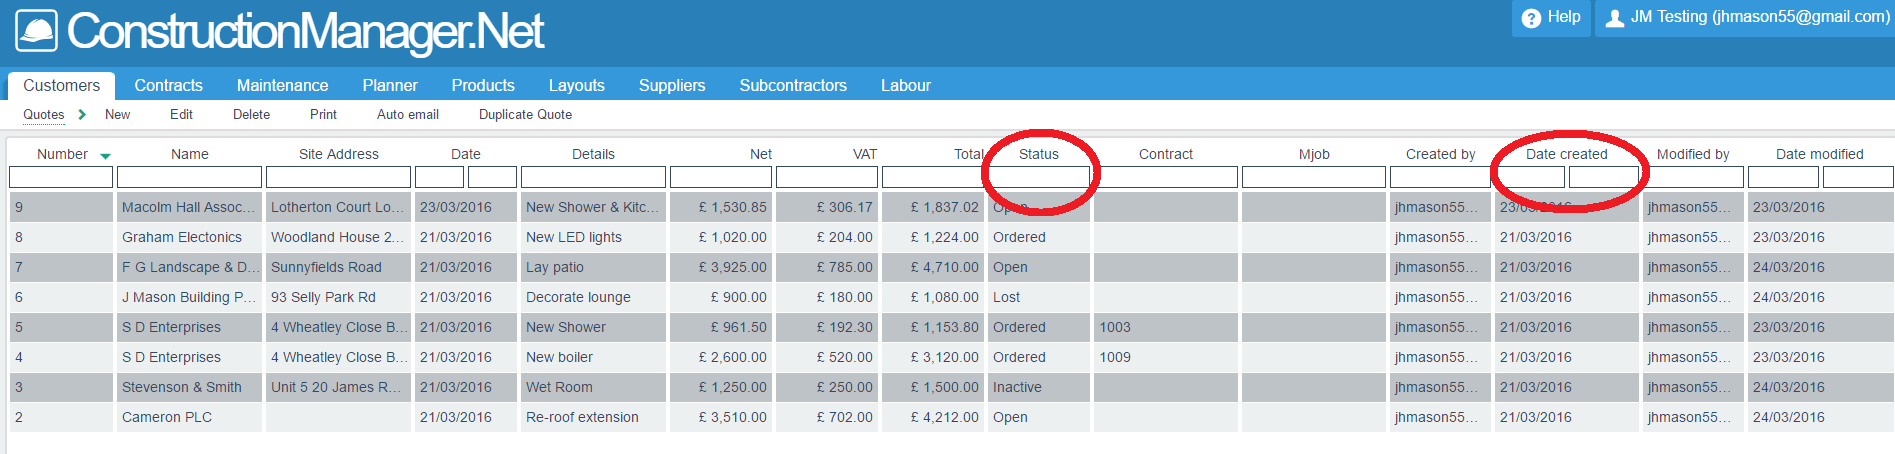 ConstructionManager.Net Help JM Testing (jhmason55@gmail.com)
Customers Contracts Maintenance Planner Products Layouts Suppliers Subcontractors Labour
Quotes New Edit Delete Print Auto email Duplicate Quote
Number Name Site Address Date Details Net VAT Total Status Contract Mjob Created by Date created Modified by Date modified
9 Macolm Hall Assoc... Lotherton Court Lo... 23/03/2016 New Shower & Kitc... £ 1,530.85 £ 306.17 £ 1,837.02 Open jhmason55... 23/03/2016 jhmason55... 23/03/2016
8 Graham Electonics Woodland House 2... 21/03/2016 New LED lights £ 1,020.00 £ 204.00 £ 1,224.00 Ordered jhmason55... 21/03/2016 jhmason55... 23/03/2016
7 F G Landscape & D... Sunnyfields Road 21/03/2016 Lay patio £ 3,925.00 £ 785.00 £ 4,710.00 Open jhmason55... 21/03/2016 jhmason55... 24/03/2016
6 J Mason Building P... 93 Selly Park Rd 21/03/2016 Decorate lounge £ 900.00 £ 180.00 £ 1,080.00 Lost jhmason55... 21/03/2016 jhmason55... 24/03/2016
5 S D Enterprises 4 Wheatley Close B... 21/03/2016 New Shower £ 961.50 £ 192.30 £ 1,153.80 Ordered 1003 jhmason55... 21/03/2016 jhmason55... 23/03/2016
4 S D Enterprises 4 Wheatley Close B... 21/03/2016 New boiler £ 2,600.00 £ 520.00 £ 3,120.00 Ordered 1009 jhmason55... 21/03/2016 jhmason55... 23/03/2016
3 Stevenson & Smith Unit 5 20 James R... 21/03/2016 Wet Room £ 1,250.00 £ 250.00 £ 1,500.00 Inactive jhmason55... 21/03/2016 jhmason55... 24/03/2016
2 Cameron PLC 21/03/2016 Re-roof extension £ 3,510.00 £ 702.00 £ 4,212.00 Open jhmason55... 21/03/2016 jhmason55... 24/03/2016